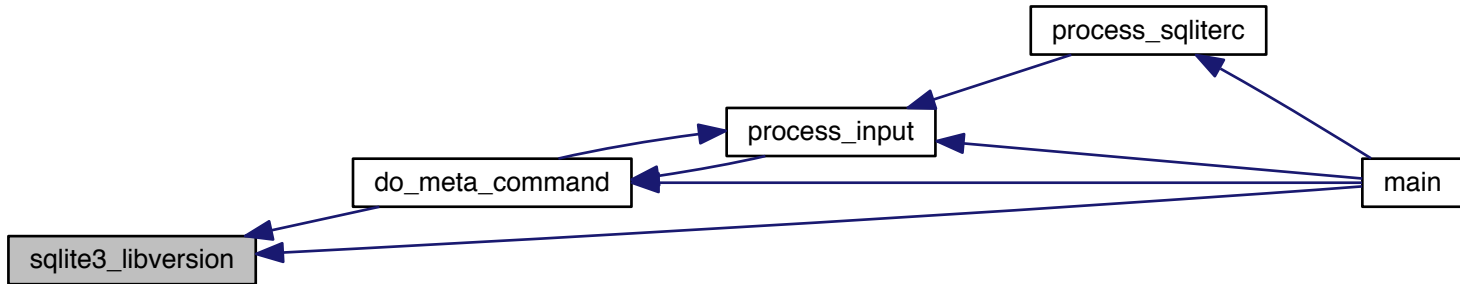 process_sqliterc
process_input
do_meta_command
main
sqlite3_libversion